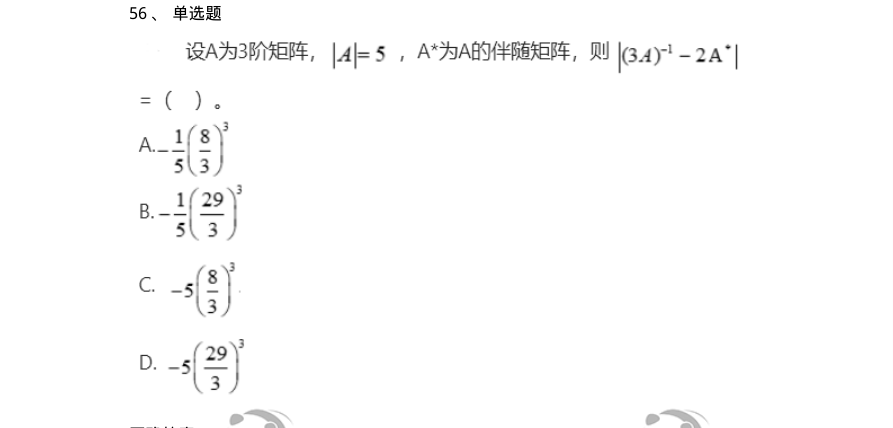 56 、 单选题
设A为3阶矩阵，|A|= 5 ，A*为A的伴随矩阵，则 |(3A)⁻¹ − 2A*|
= （ ）。
A. −1/5(8/3)³
B. −1/5(29/3)³
C. −5(8/3)³
D. −5(29/3)³